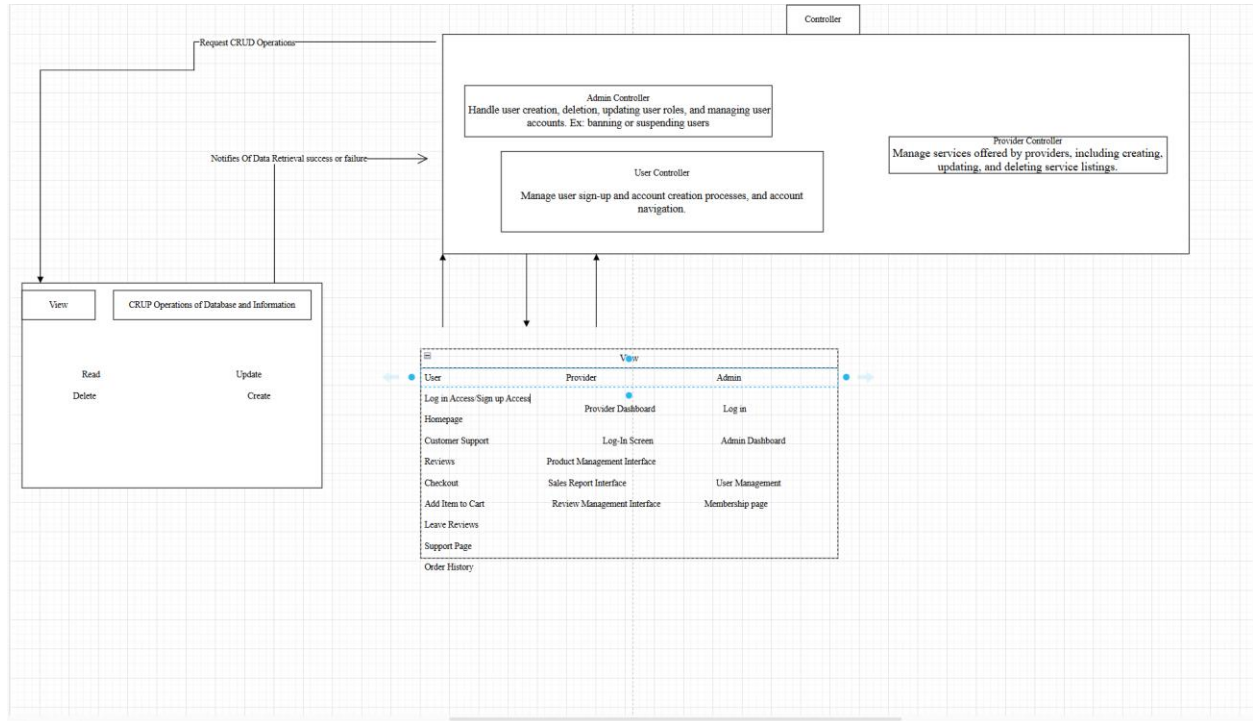 Controller
Request CRUD Operations
Admin Controller
Handle user creation, deletion, updating user roles, and managing user
accounts. Ex: banning or suspending users
Provider Controller
Manage services offered by providers, including creating,
updating, and deleting service listings.
Notifies Of Data Retrieval success or failure
User Controller
Manage user sign-up and account creation processes, and account
navigation.
View
CRUP Operations of Database and Information
Read
Update
Delete
Create
View
User
Provider
Admin
Log in Access/Sign up Access
Homepage
Customer Support
Reviews
Checkout
Add Item to Cart
Leave Reviews
Support Page
Order History
Provider Dashboard
Log-In Screen
Product Management Interface
Sales Report Interface
Review Management Interface
Log in
Admin Dashboard
User Management
Membership page